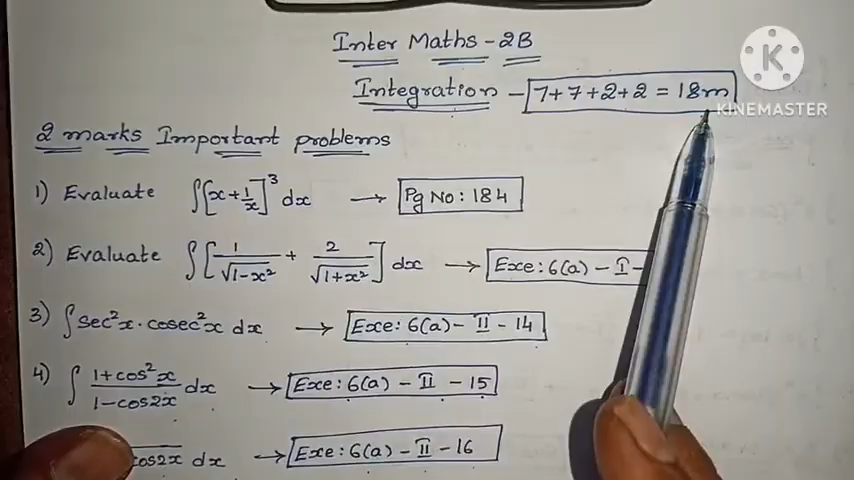 Inter Maths - 2B
Integration - 7+7+2+2 = 18m
KINEMASTER
2 marks Important problems
1) Evaluate ∫[x + 1/x]³ dx → Pg No: 184
2) Evaluate ∫[1/√(1-x²) + 2/√(1+x²)] dx → Exe: 6(a) - I -
3) ∫ sec²x · cosec²x dx → Exe: 6(a) - II - 14
4) ∫ (1+cos²x)/(1-cos2x) dx → Exe: 6(a) - II - 15
cos2x dx → Exe: 6(a) - II - 16